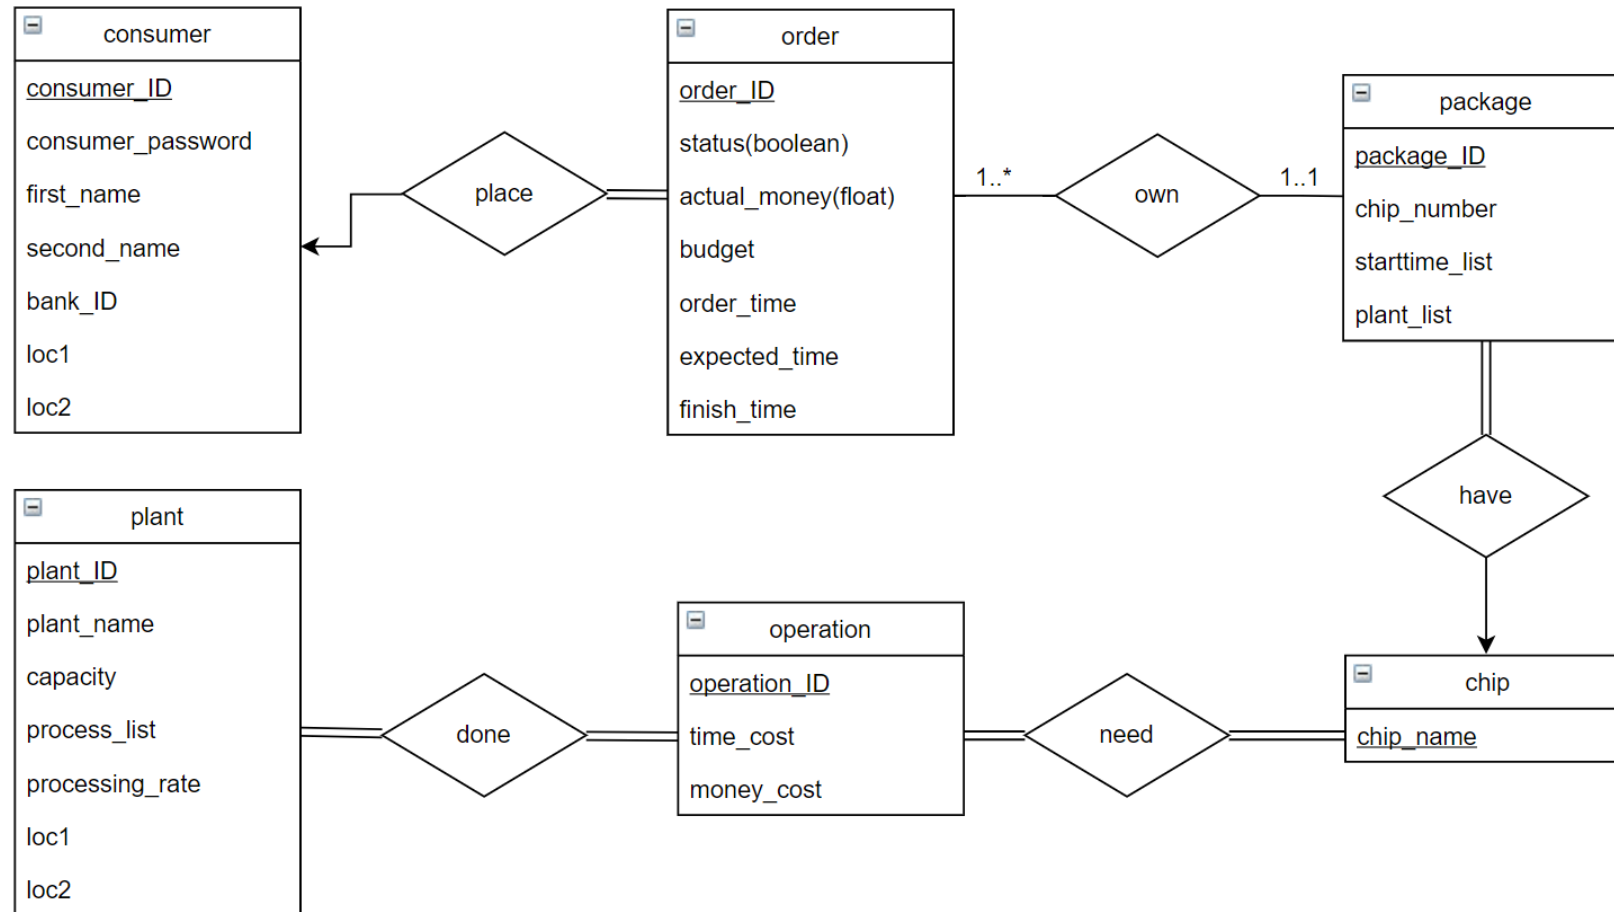 consumer
consumer_ID
consumer_password
first_name
second_name
bank_ID
loc1
loc2
place
order
order_ID
status(boolean)
actual_money(float)
budget
order_time
expected_time
finish_time
1..*
own
1..1
package
package_ID
chip_number
starttime_list
plant_list
have
plant
plant_ID
plant_name
capacity
process_list
processing_rate
loc1
loc2
done
operation
operation_ID
time_cost
money_cost
need
chip
chip_name